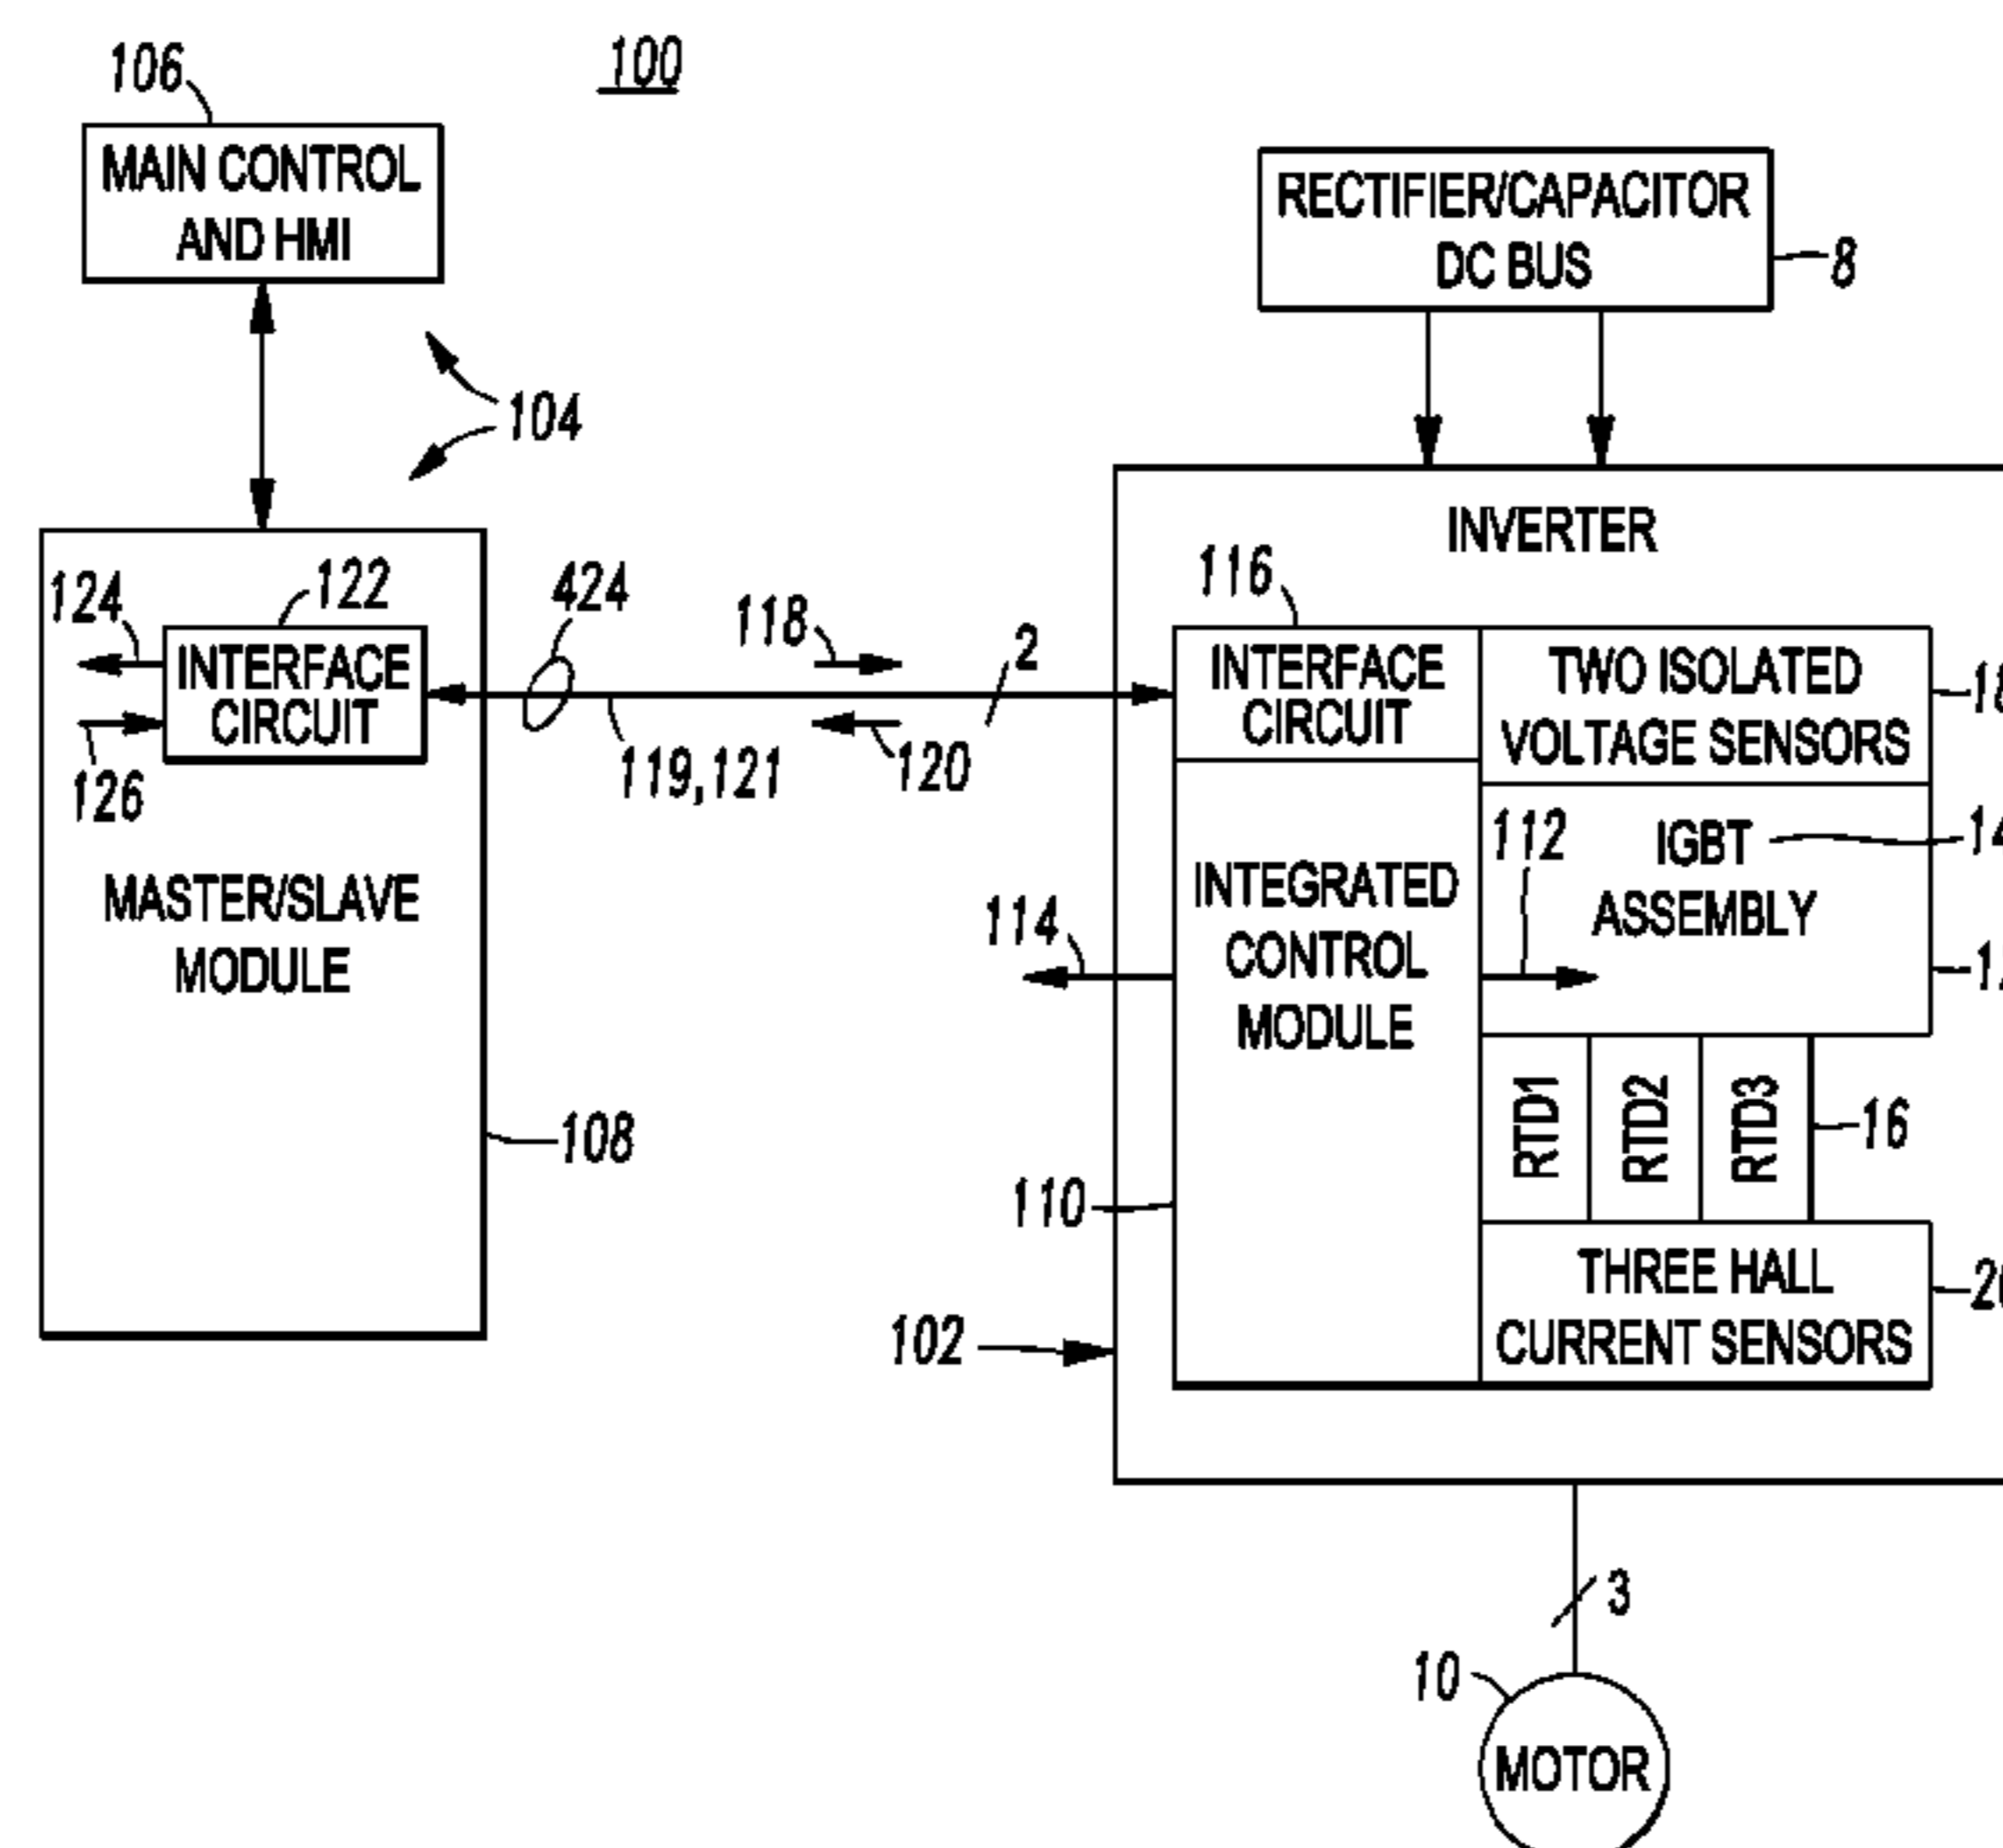 100
106
MAIN CONTROL
AND HMI
RECTIFIER/CAPACITOR
DC BUS
8
104
INVERTER
124
122
424
118
2
116
INTERFACE
CIRCUIT
INTERFACE
CIRCUIT
TWO ISOLATED
VOLTAGE SENSORS
126
119,121
120
MASTER/SLAVE
MODULE
114
INTEGRATED
CONTROL
MODULE
112
IGBT
ASSEMBLY
14
108
110
RTD1
RTD2
RTD3
16
THREE HALL
CURRENT SENSORS
102
3
10
MOTOR